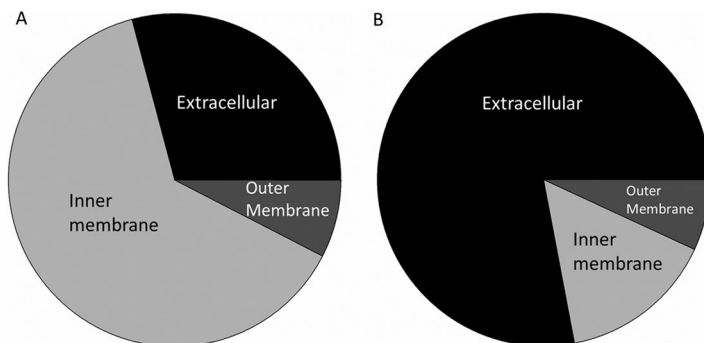 A
Extracellular
Outer
Membrane
Inner
membrane
B
Extracellular
Outer
Membrane
Inner
membrane